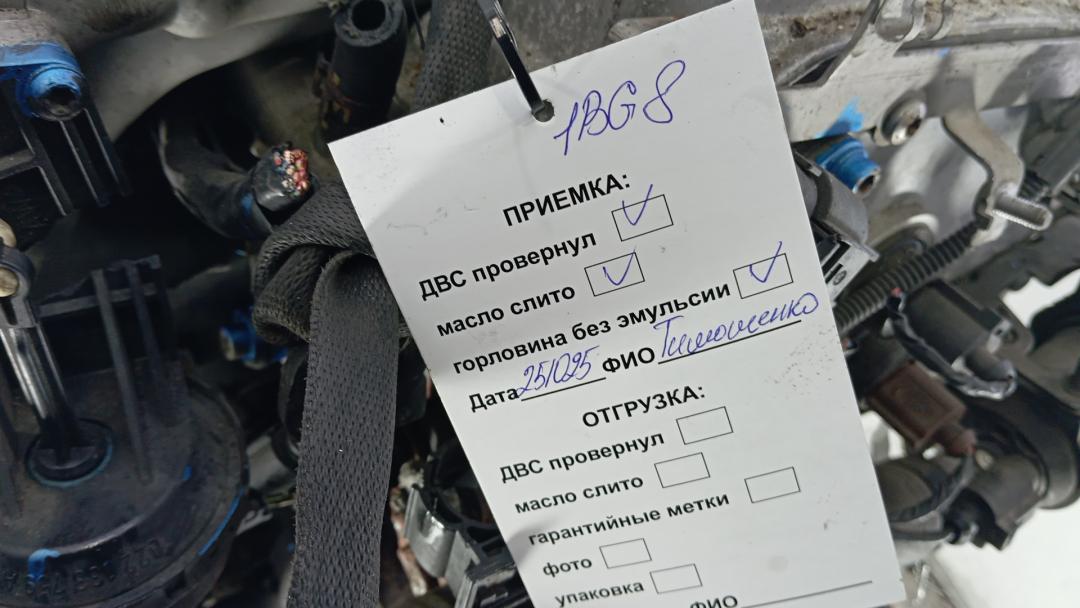 1BG8
ПРИЕМКА:
ДВС провернул
масло слито
горловина без эмульсии
Дата 251025 ФИО Тимошенко
ОТГРУЗКА:
ДВС провернул
масло слито
гарантийные метки
фото
упаковка
ФИО